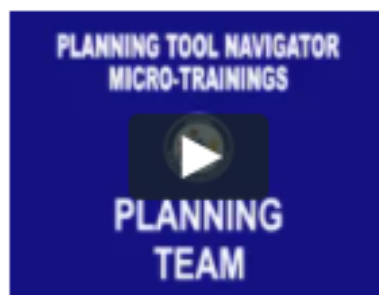 PLANNING TOOL NAVIGATOR
MICRO-TRAININGS
PLANNING
TEAM